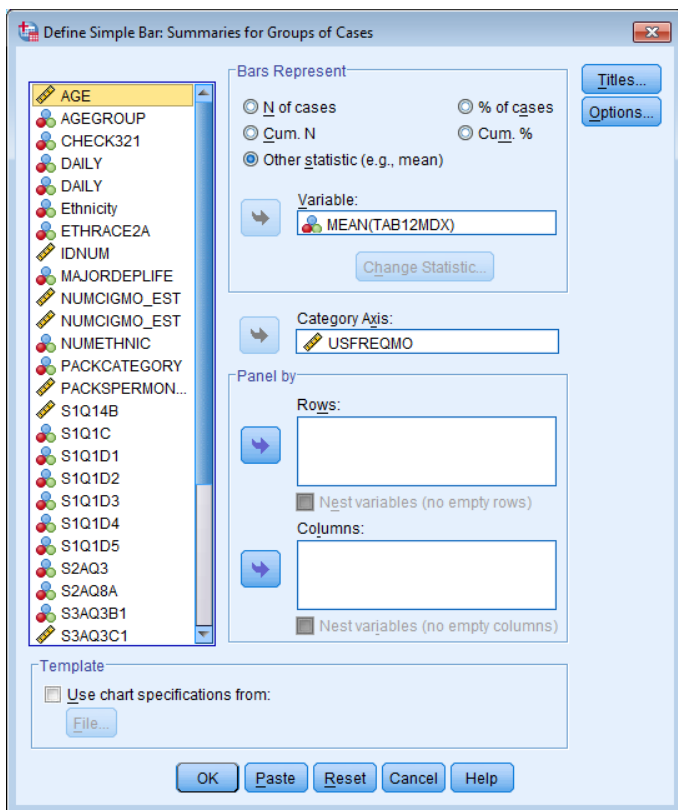 Define Simple Bar: Summaries for Groups of Cases
AGE
AGEGROUP
CHECK321
DAILY
DAILY
Ethnicity
ETHRACE2A
IDNUM
MAJORDEPLIFE
NUMCIGMO_EST
NUMCIGMO_EST
NUMETHNIC
PACKCATEGORY
PACKSPERMON...
S1Q14B
S1Q1C
S1Q1D1
S1Q1D2
S1Q1D3
S1Q1D4
S1Q1D5
S2AQ3
S2AQ8A
S3AQ3B1
S3AQ3C1
Bars Represent
N of cases
% of cases
Cum. N
Cum. %
Other statistic (e.g., mean)
Variable:
MEAN(TAB12MDX)
Change Statistic...
Category Axis:
USFREQMO
Panel by
Rows:
Nest variables (no empty rows)
Columns:
Nest variables (no empty columns)
Titles...
Options...
Template
Use chart specifications from:
File...
OK
Paste
Reset
Cancel
Help